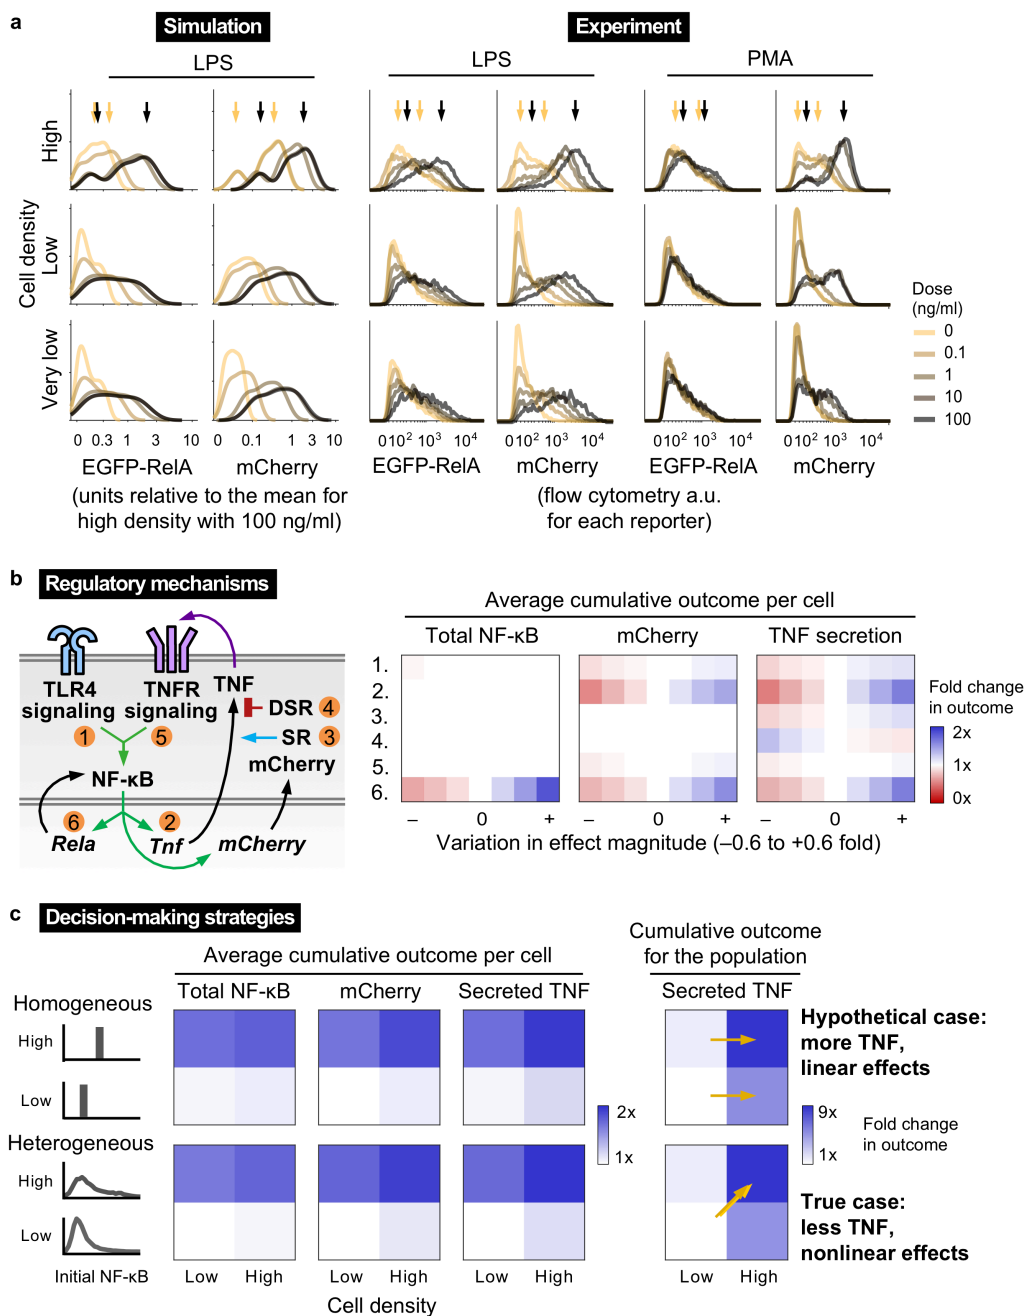 a
Simulation
Experiment
LPS
LPS
PMA
Cell density
High
Low
Very low
Dose
(ng/ml)
0
0.1
1
10
100
0 0.3 1 3 10
0 0.1 1 3 10
0 10² 10³ 10⁴
0 10² 10³ 10⁴
0 10² 10³ 10⁴
0 10² 10³ 10⁴
EGFP-RelA
mCherry
EGFP-RelA
mCherry
EGFP-RelA
mCherry
(units relative to the mean for
high density with 100 ng/ml)
(flow cytometry a.u.
for each reporter)
b
Regulatory mechanisms
TLR4
signaling
TNFR
signaling
TNF
DSR 4
SR 3
mCherry
1
5
NF-κB
6
2
Rela
Tnf
mCherry
Average cumulative outcome per cell
Total NF-κB
mCherry
TNF secretion
1.
2.
3.
4.
5.
6.
– 0 +
– 0 +
– 0 +
Variation in effect magnitude (–0.6 to +0.6 fold)
Fold change
in outcome
2x
1x
0x
c
Decision-making strategies
Average cumulative outcome per cell
Cumulative outcome
for the population
Total NF-κB
mCherry
Secreted TNF
Secreted TNF
Homogeneous
High
Low
Heterogeneous
High
Low
Initial NF-κB
Low High
Low High
Low High
Low High
Cell density
2x
1x
9x
1x
Fold change
in outcome
Hypothetical case:
more TNF,
linear effects
True case:
less TNF,
nonlinear effects